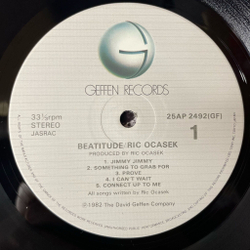 GEFFEN RECORDS
33⅓rpm
STEREO
JASRAC
25AP 2492(GF)
1
BEATITUDE/RIC OCASEK
PRODUCED BY RIC OCASEK
1. JIMMY JIMMY
2. SOMETHING TO GRAB FOR
3. PROVE
4. I CAN'T WAIT
5. CONNECT UP TO ME
All songs written by Ric Ocasek
℗1982 The David Geffen Company